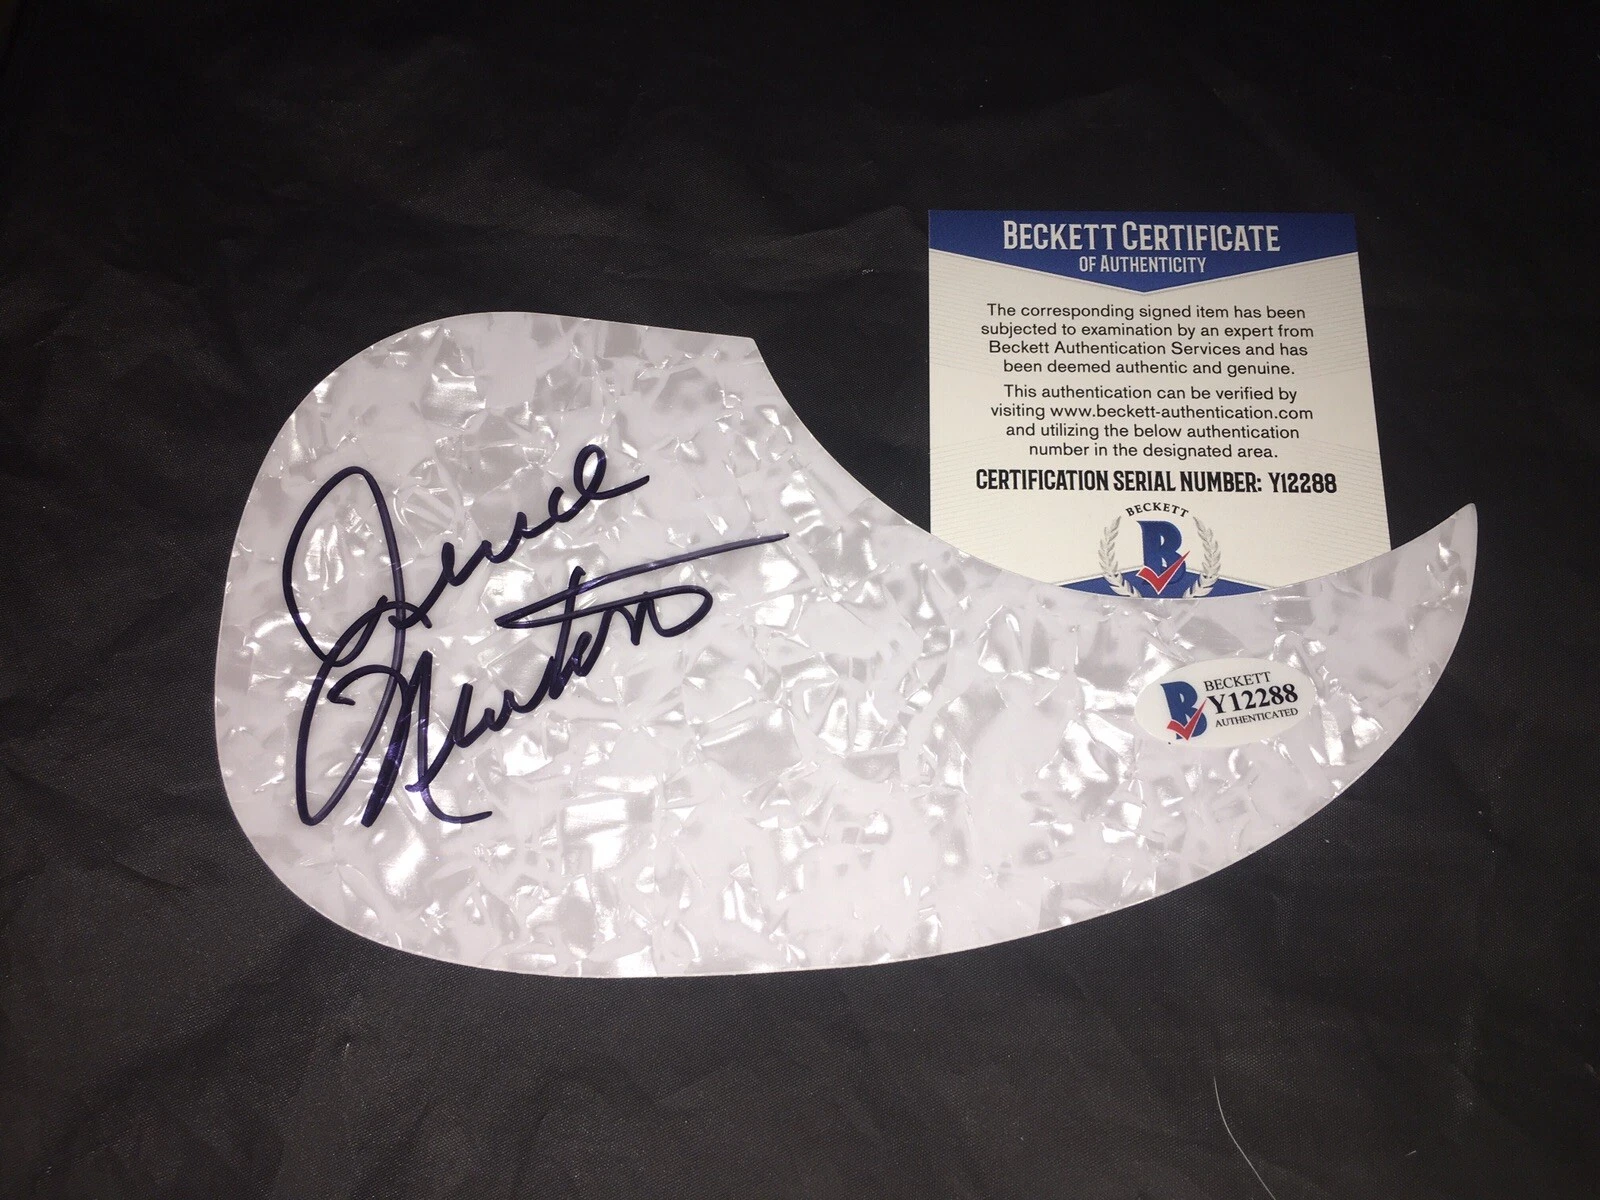 BECKETT CERTIFICATE
OF AUTHENTICITY
The corresponding signed item has been
subjected to examination by an expert from
Beckett Authentication Services and has
been deemed authentic and genuine.
This authentication can be verified by
visiting www.beckett-authentication.com
and utilizing the below authentication
number in the designated area.
CERTIFICATION SERIAL NUMBER: Y12288
BECKETT
B
Juice
Newton
B
BECKETT
Y12288
AUTHENTICATED